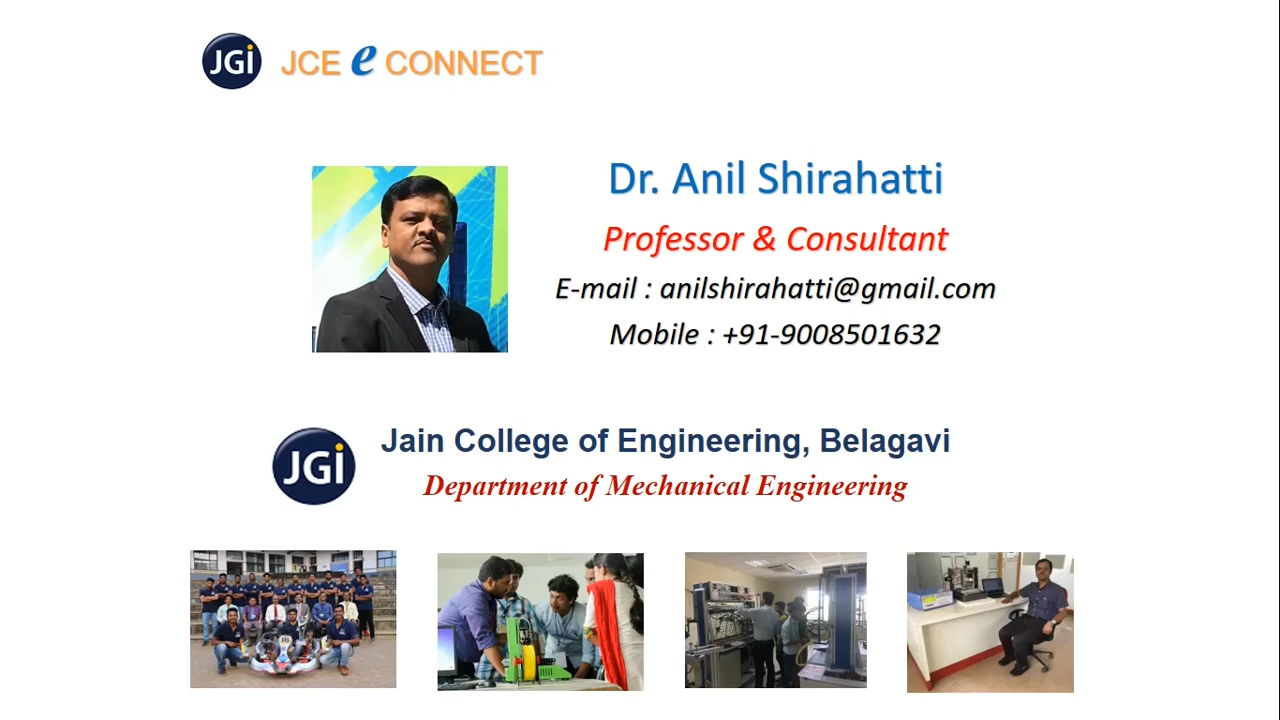 JGi JCE e CONNECT
Dr. Anil Shirahatti
Professor & Consultant
E-mail : anilshirahatti@gmail.com
Mobile : +91-9008501632
JGi
Jain College of Engineering, Belagavi
Department of Mechanical Engineering